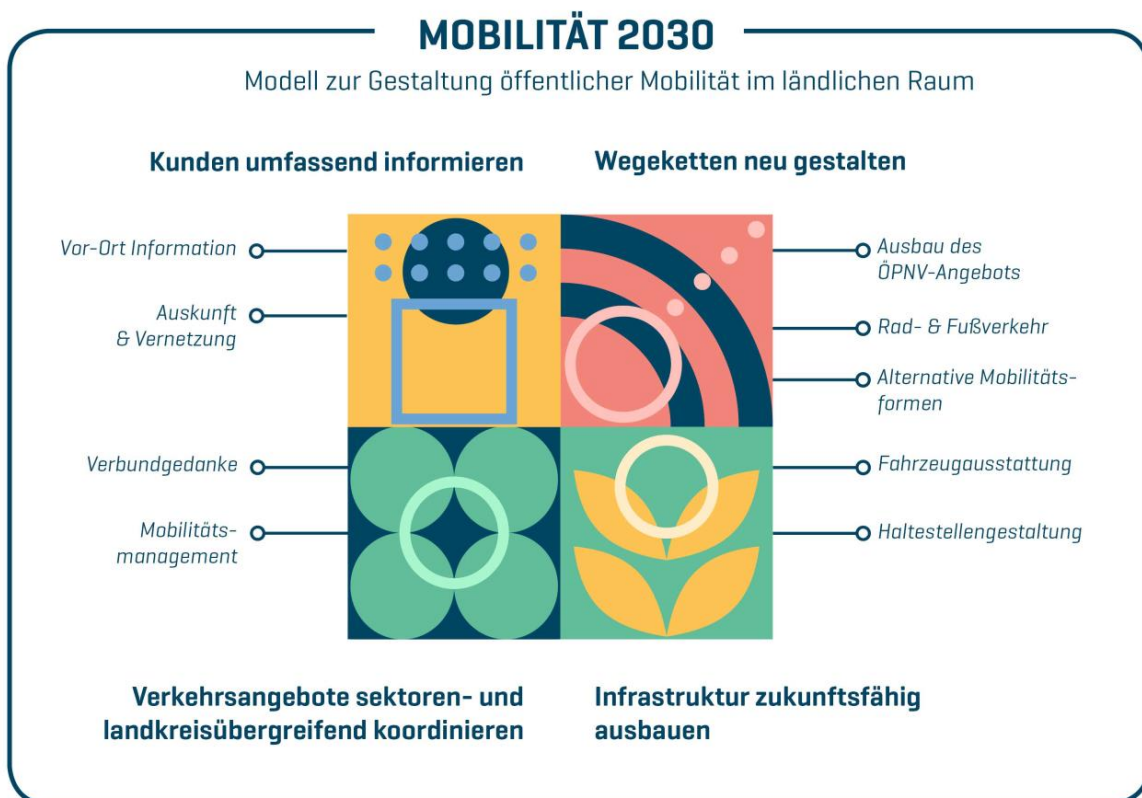 MOBILITÄT 2030
Modell zur Gestaltung öffentlicher Mobilität im ländlichen Raum
Kunden umfassend informieren
Vor-Ort Information
Auskunft
& Vernetzung
Wegeketten neu gestalten
Ausbau des
ÖPNV-Angebots
Rad- & Fußverkehr
Alternative Mobilitäts-
formen
Verbundgedanke
Mobilitäts-
management
Verkehrsangebote sektoren- und
landkreisübergreifend koordinieren
Fahrzeugausstattung
Haltestellengestaltung
Infrastruktur zukunftsfähig
ausbauen